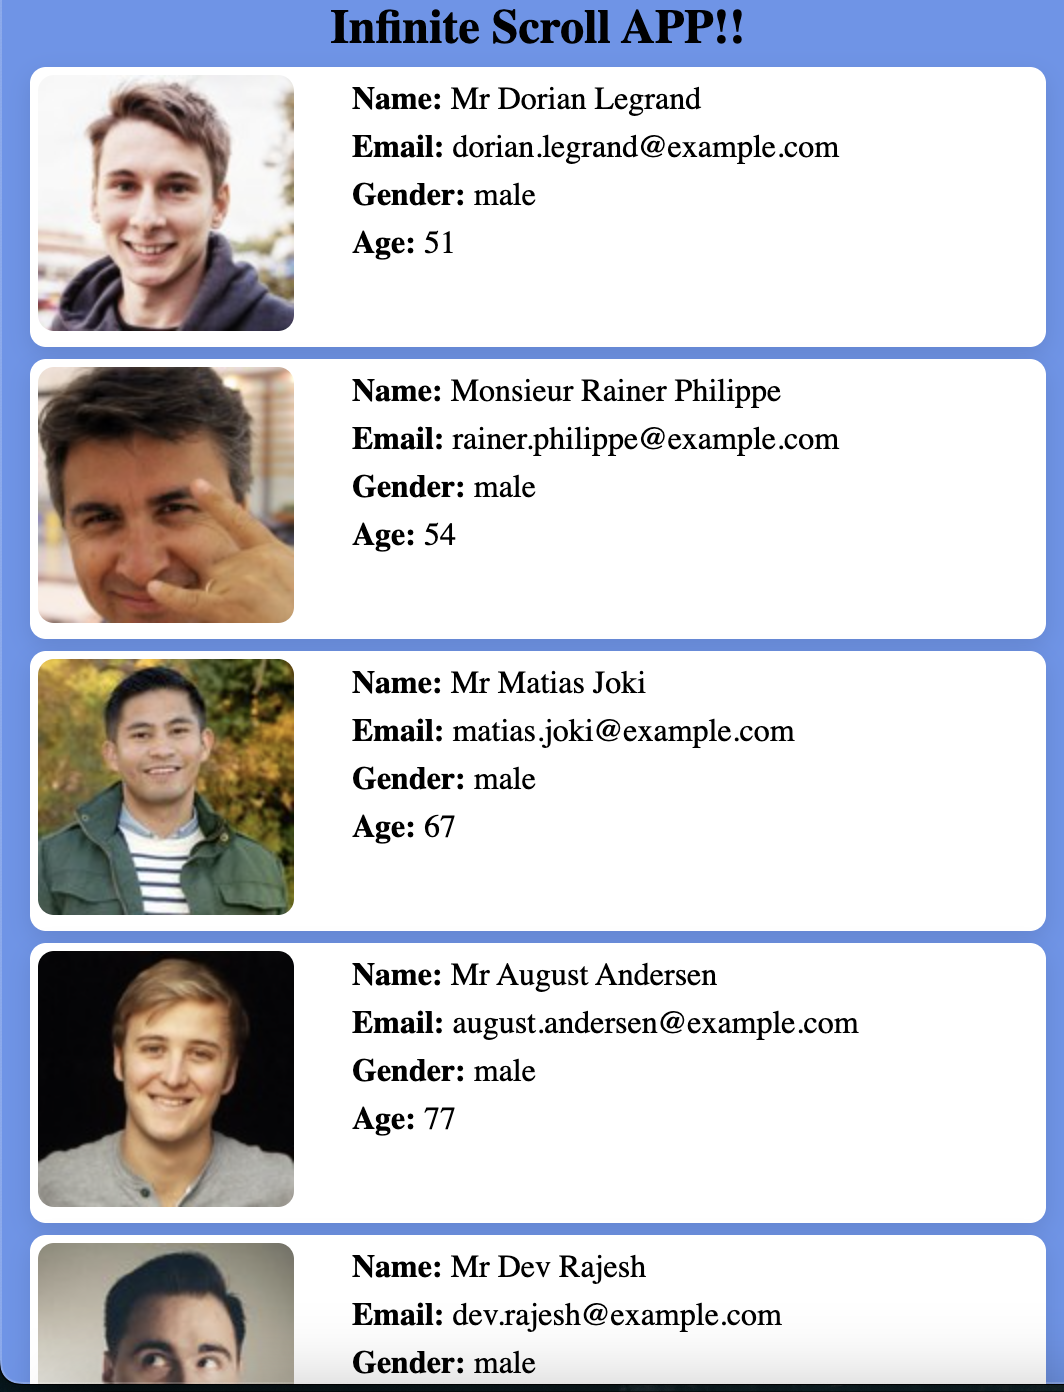 Infinite Scroll APP!!
Name: Mr Dorian Legrand
Email: dorian.legrand@example.com
Gender: male
Age: 51
Name: Monsieur Rainer Philippe
Email: rainer.philippe@example.com
Gender: male
Age: 54
Name: Mr Matias Joki
Email: matias.joki@example.com
Gender: male
Age: 67
Name: Mr August Andersen
Email: august.andersen@example.com
Gender: male
Age: 77
Name: Mr Dev Rajesh
Email: dev.rajesh@example.com
Gender: male